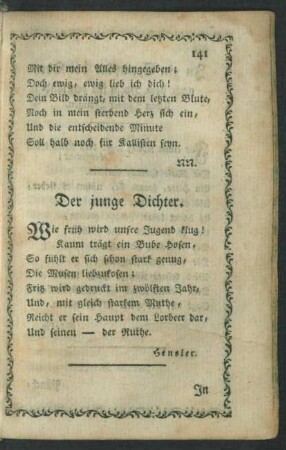 141
Mit dir mein Alles hingegeben;
Doch ewig, ewig lieb ich dich!
Dein Bild drängt, mit dem letzten Blute,
Noch in mein sterbend Herz sich ein,
Und die entscheidende Minute
Soll halb noch für Kallisten seyn.
NN.
Der junge Dichter.
Wie früh wird unsre Jugend klug!
Kaum trägt ein Bube Hosen,
So fühlt er sich schon stark genug,
Die Musen liebzukosen;
Fritz wird gedruckt im zwölften Jahr,
Und, mit gleich starkem Muthe,
Reicht er sein Haupt dem Lorbeer dar,
Und seinen — der Ruthe.
Hensler.
In